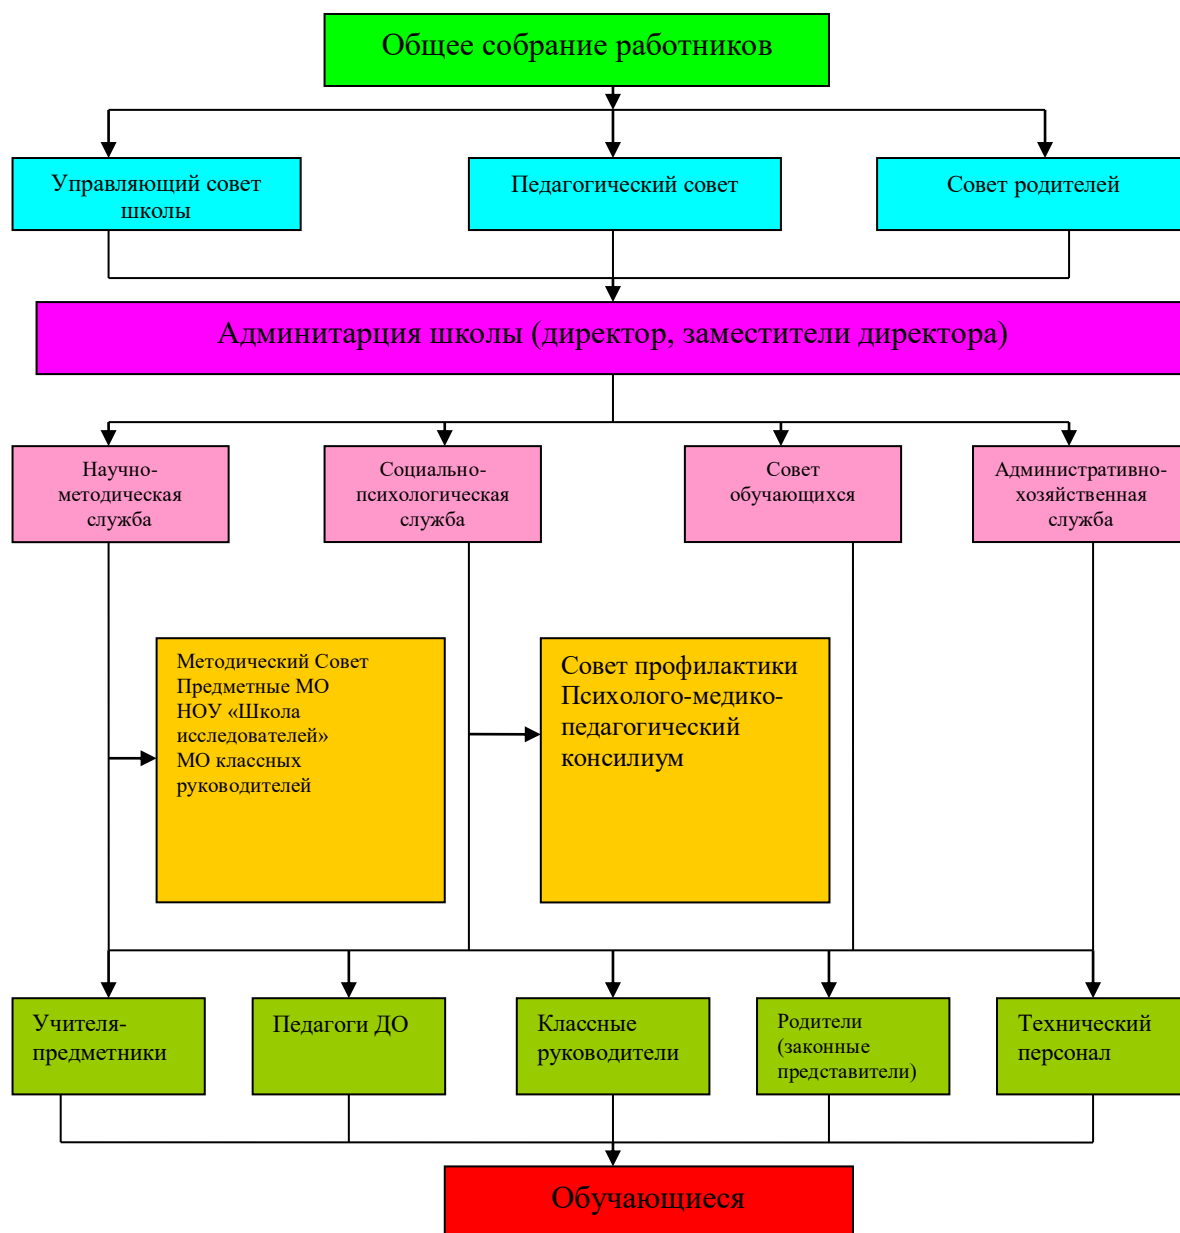 Общее собрание работников
Управляющий совет
школы
Педагогический совет
Совет родителей
Админитарция школы (директор, заместители директора)
Научно-
методическая
служба
Социально-
психологическая
служба
Совет
обучающихся
Административно-
хозяйственная
служба
Методический Совет
Предметные МО
НОУ «Школа
исследователей»
МО классных
руководителей
Совет профилактики
Психолого-медико-
педагогический
консилиум
Учителя-
предметники
Педагоги ДО
Классные
руководители
Родители
(законные
представители)
Технический
персонал
Обучающиеся